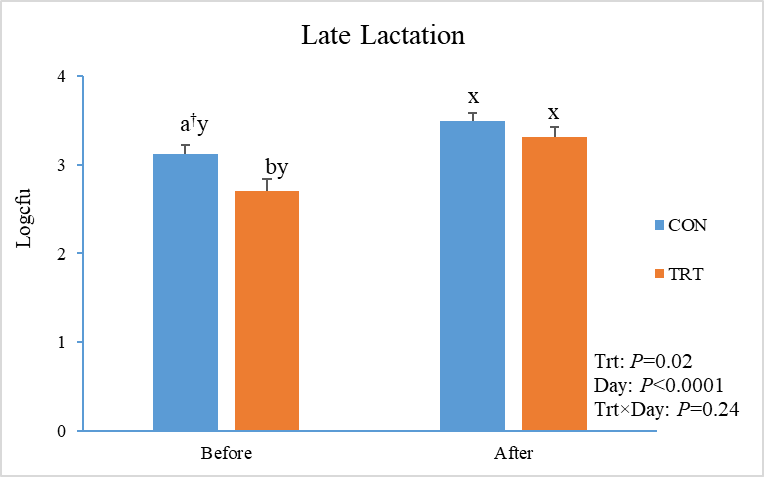 Late Lactation
4
3
2
1
0
Logcfu
a†y
by
x
x
Before
After
CON
TRT
Trt: P=0.02
Day: P<0.0001
Trt×Day: P=0.24